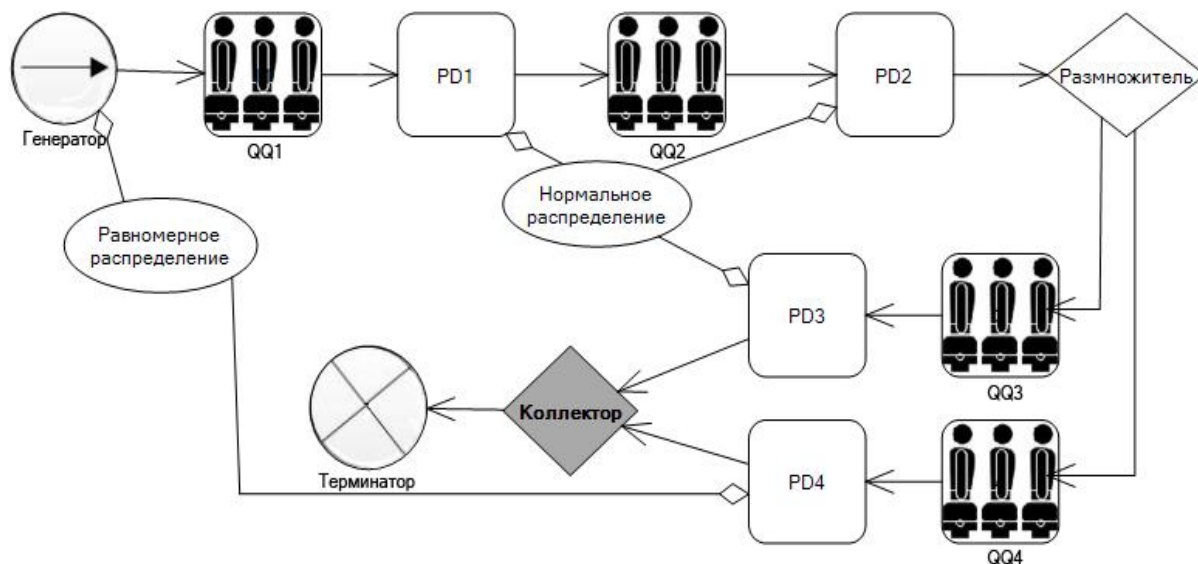 PD1
PD2
Размножитель
Генератор
QQ1
QQ2
Нормальное
распределение
Равномерное
распределение
PD3
QQ3
Коллектор
Терминатор
PD4
QQ4